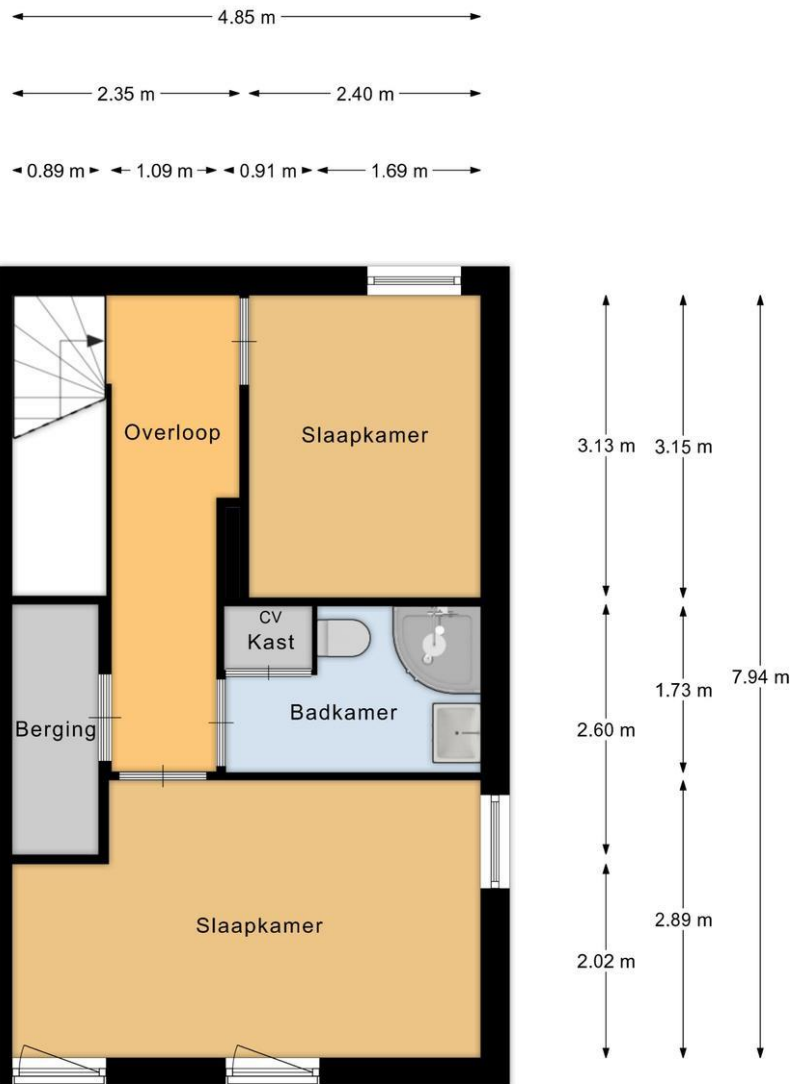 4.85 m
2.35 m 2.40 m
0.89 m 1.09 m 0.91 m 1.69 m
Overloop
Slaapkamer
3.13 m 3.15 m
CV
Kast
Badkamer
Berging
7.94 m
1.73 m
2.60 m
Slaapkamer
2.89 m
2.02 m